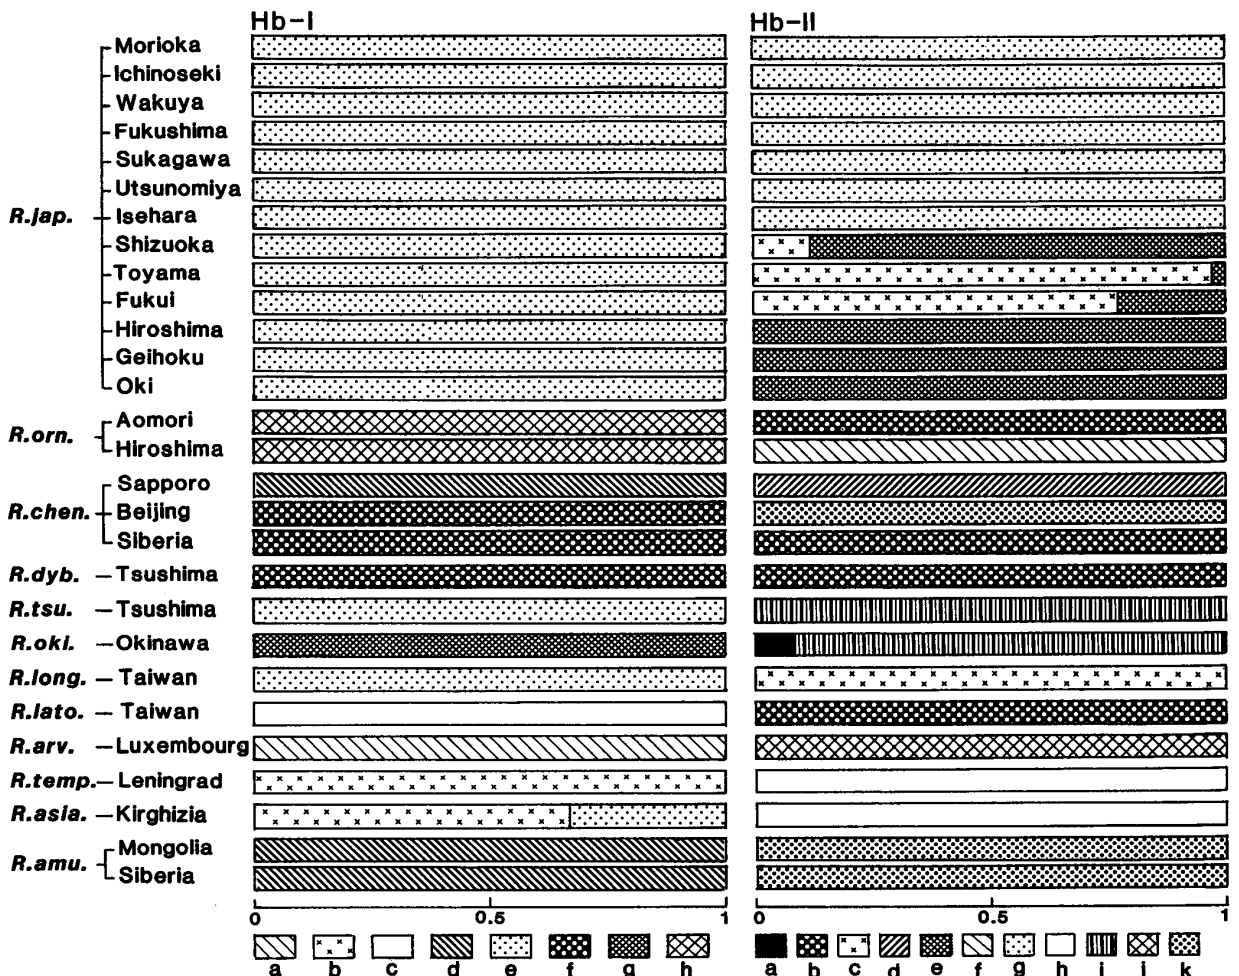 Hb-I Hb-II
Morioka
Ichinoseki
Wakuya
Fukushima
Sukagawa
Utsunomiya
R.jap. Isehara
Shizuoka
Toyama
Fukui
Hiroshima
Geihoku
Oki
Aomori
R.orn.
Hiroshima
Sapporo
R.chen. Beijing
Siberia
R.dyb. — Tsushima
R.tsu. — Tsushima
R.oki. — Okinawa
R.long. — Taiwan
R.lato. — Taiwan
R.arv. — Luxembourg
R.temp. — Leningrad
R.asia. — Kirghizia
Mongolia
R.amu.
Siberia
0 0.5 1 0 0.5 1
a b c d e f g h a b c d e f g h i j k